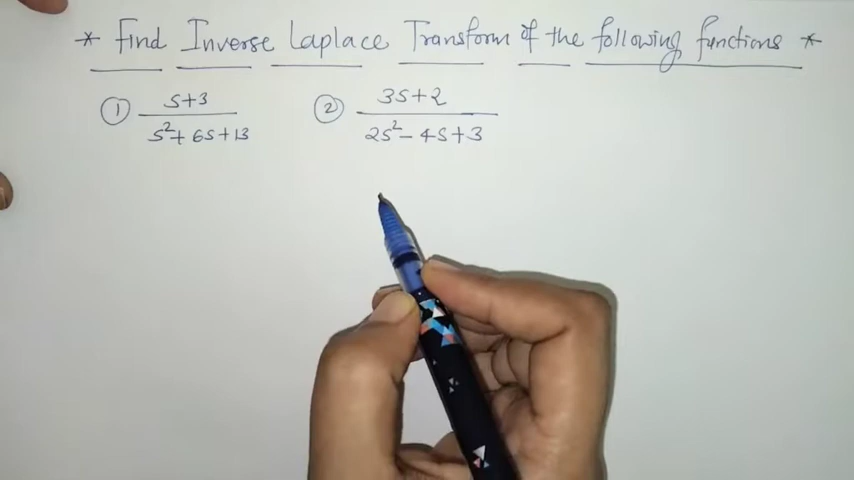 * Find Inverse Laplace Transform of the following functions *
① s+3 / s²+6s+13 ② 3s+2 / 2s²-4s+3